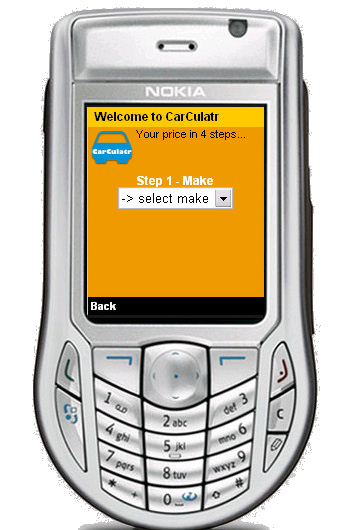 NOKIA
Welcome to CarCulatr
Your price in 4 steps...
CarCulatr
Step 1 - Make
-> select make
Back
1
2 abc
def 3
4 ghi
5 jkl
mno 6
7 pqrs
8 tuv
wxyz 9
C
* +
0
#